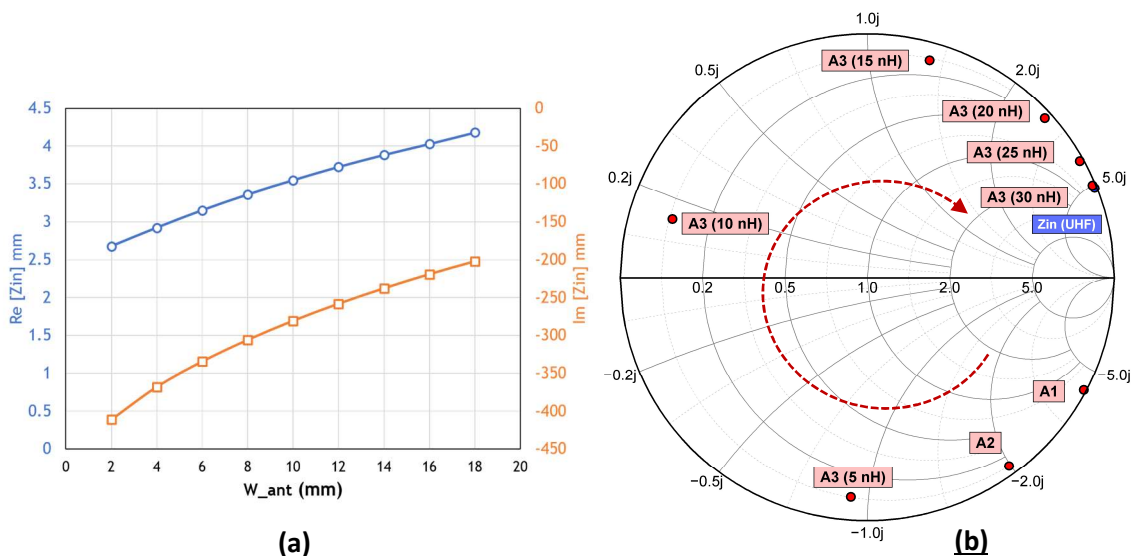 4.5
4
3.5
3
2.5
2
1.5
1
0.5
0
Re [Zin] mm
0
-50
-100
-150
-200
-250
-300
-350
-400
-450
Im [Zin] mm
0 2 4 6 8 10 12 14 16 18 20
W_ant (mm)
(a)
1.0j
A3 (15 nH)
0.5j
2.0j
A3 (20 nH)
A3 (25 nH)
0.2j
5.0j
A3 (30 nH)
A3 (10 nH)
Zin (UHF)
0.2 0.5 1.0 2.0 5.0
−0.2j
−5.0j
A1
A2
A3 (5 nH)
−0.5j
−2.0j
−1.0j
(b)